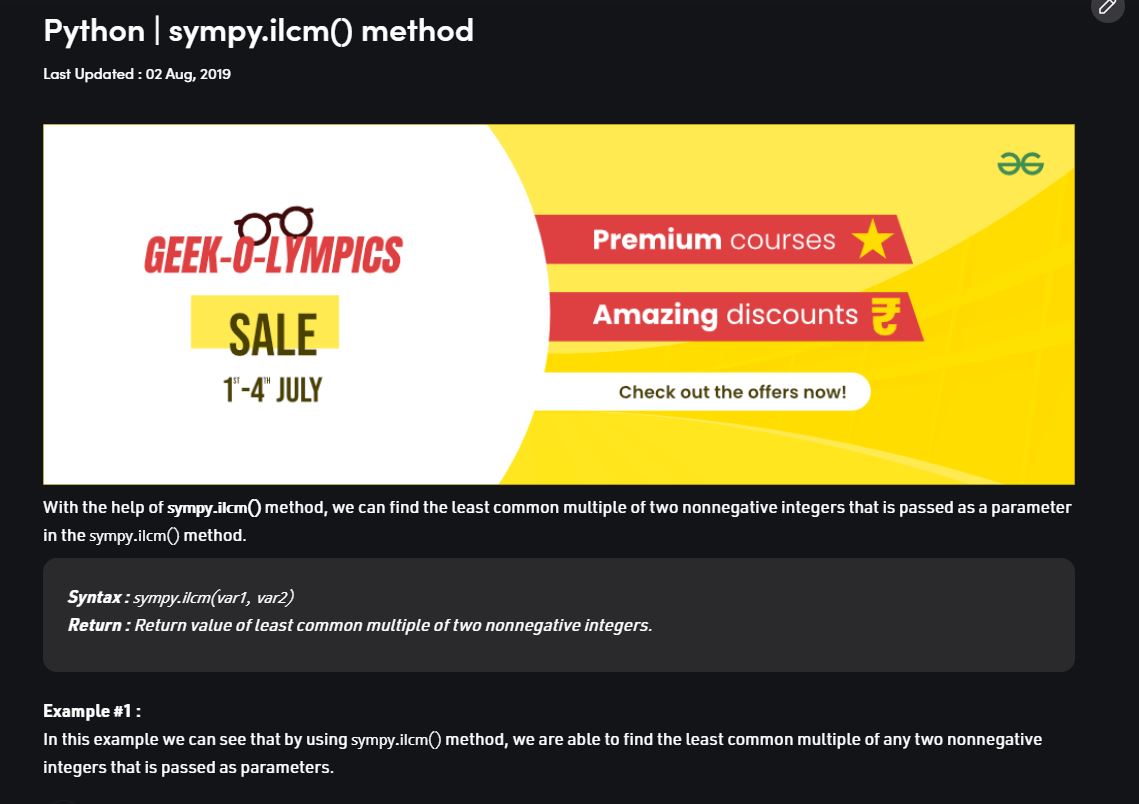 Python | sympy.ilcm() method
Last Updated : 02 Aug, 2019
GEEK-O-LYMPICS
SALE
1ST-4TH JULY
Premium courses
Amazing discounts ₹
Check out the offers now!
With the help of sympy.ilcm() method, we can find the least common multiple of two nonnegative integers that is passed as a parameter
in the sympy.ilcm() method.
Syntax : sympy.ilcm(var1, var2)
Return : Return value of least common multiple of two nonnegative integers.
Example #1 :
In this example we can see that by using sympy.ilcm() method, we are able to find the least common multiple of any two nonnegative
integers that is passed as parameters.